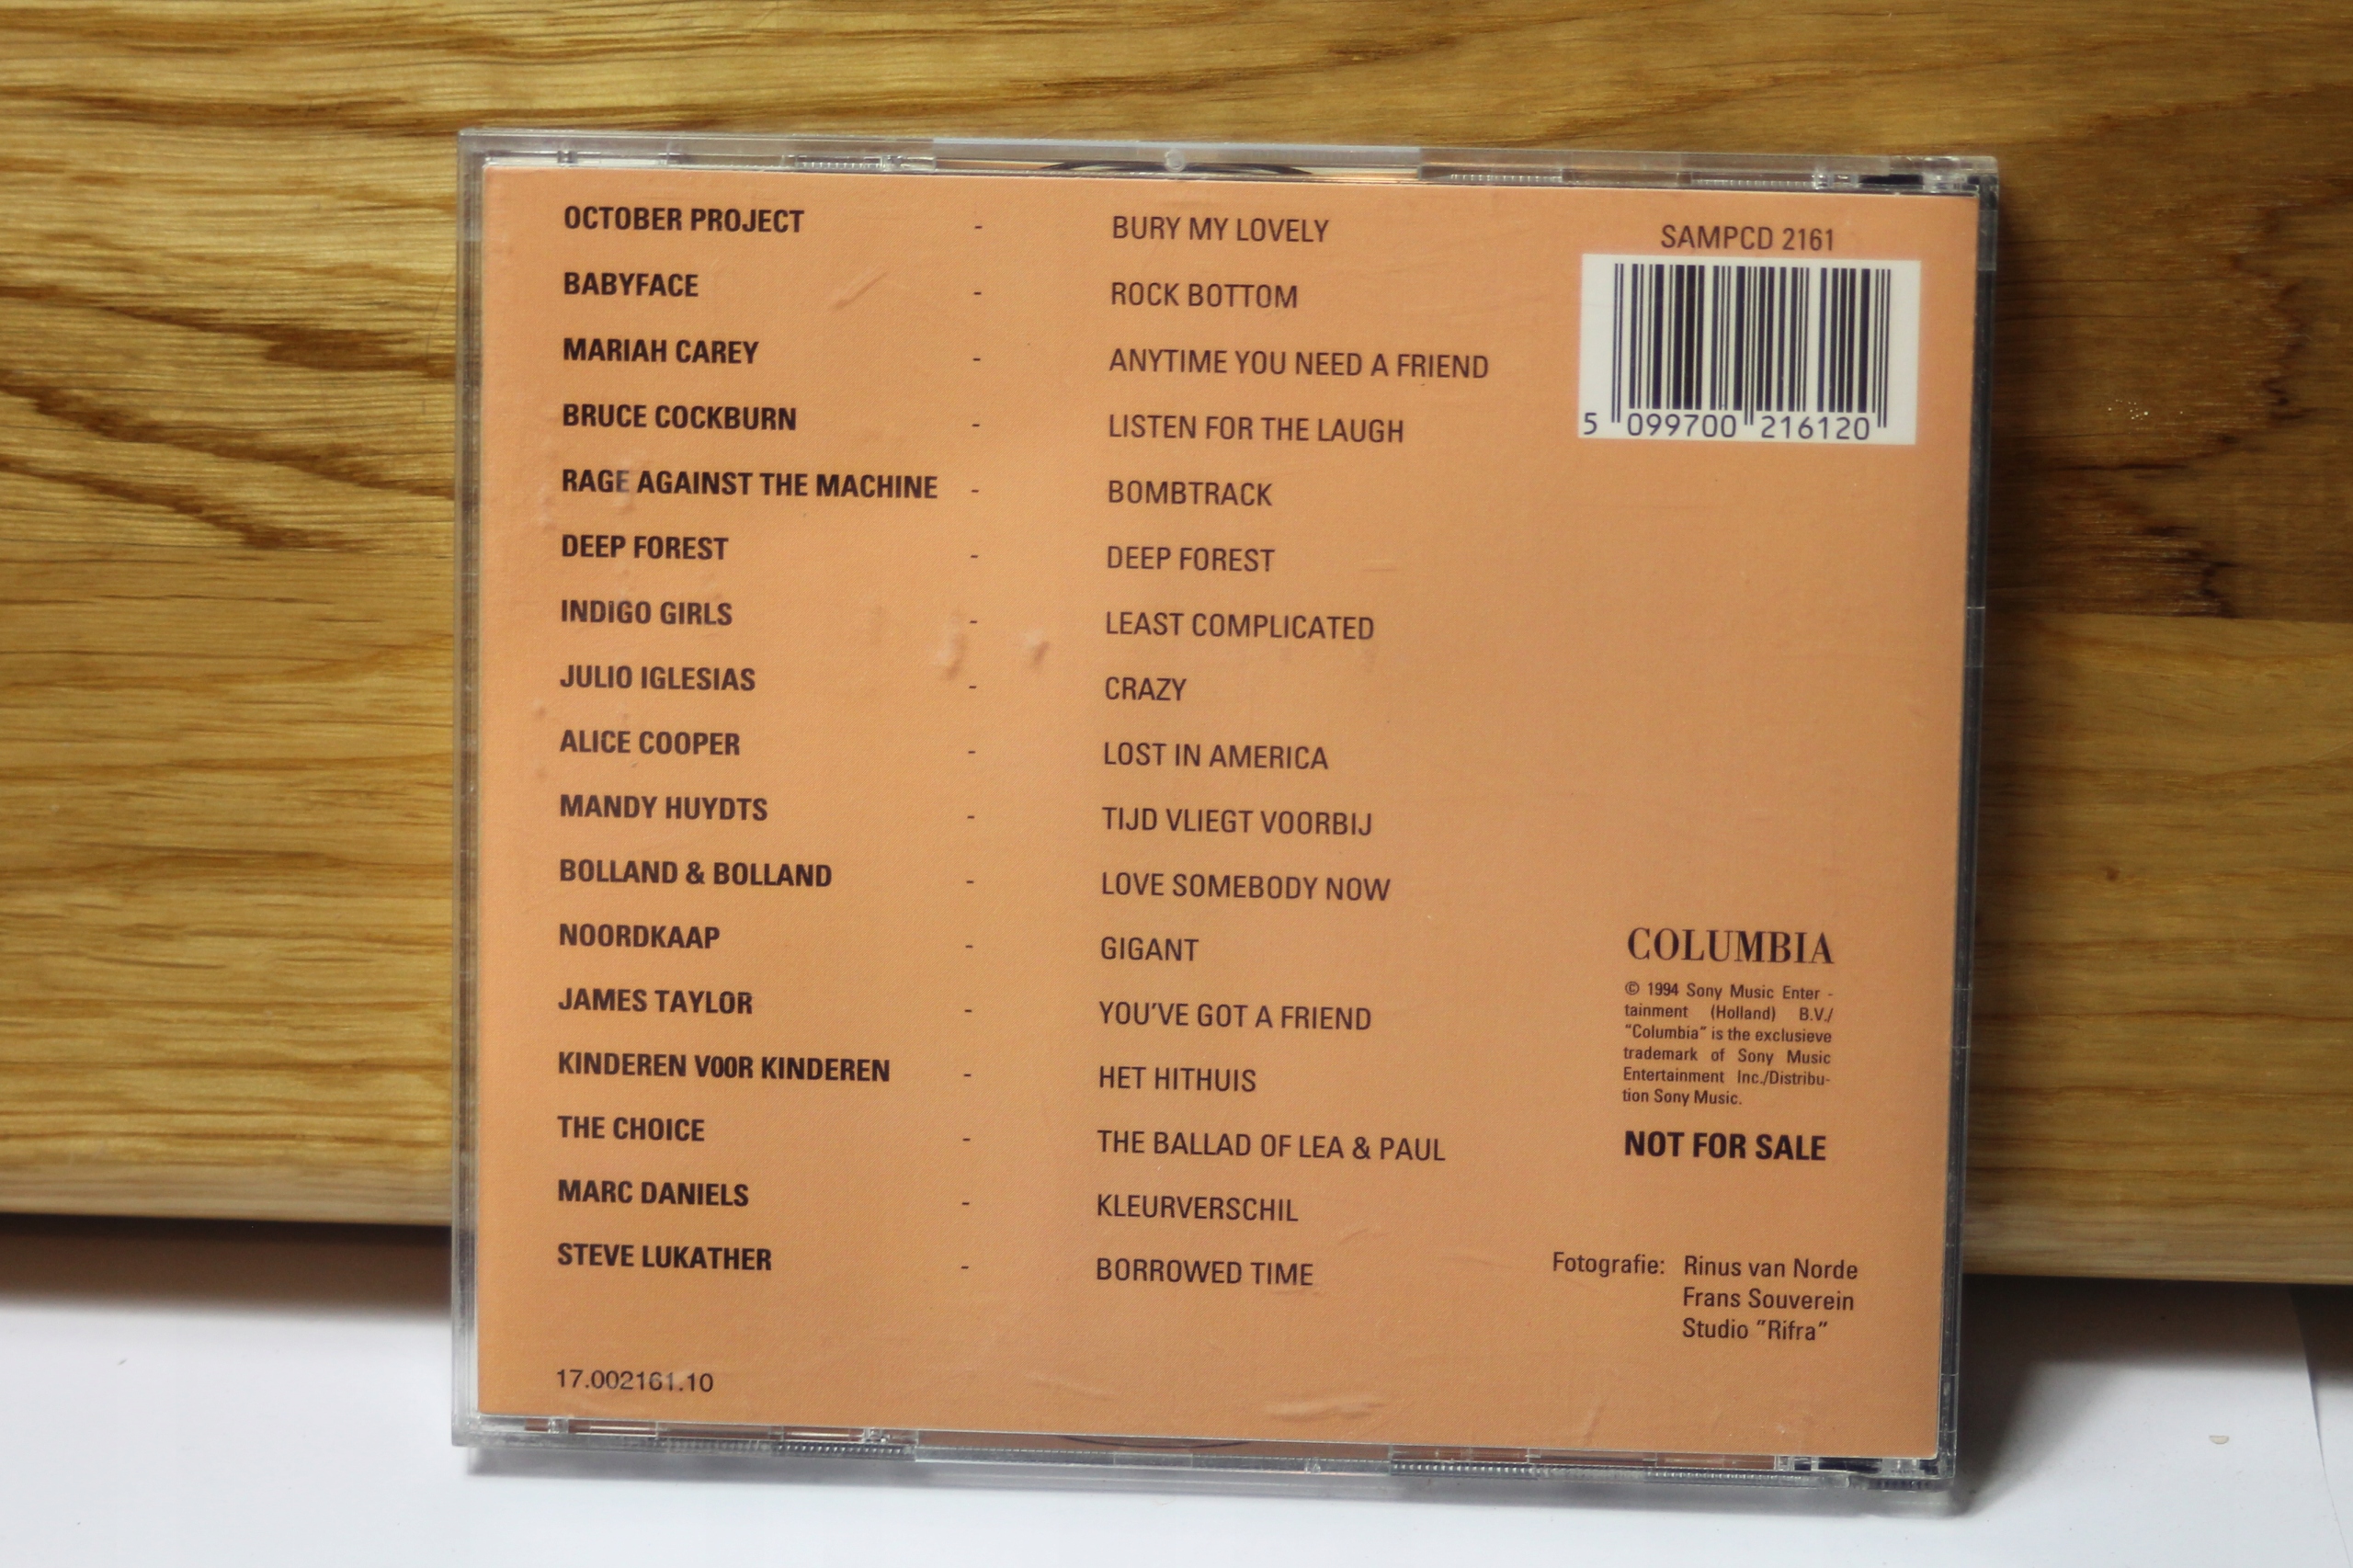 OCTOBER PROJECT - BURY MY LOVELY
BABYFACE - ROCK BOTTOM
MARIAH CAREY - ANYTIME YOU NEED A FRIEND
BRUCE COCKBURN - LISTEN FOR THE LAUGH
RAGE AGAINST THE MACHINE - BOMBTRACK
DEEP FOREST - DEEP FOREST
INDIGO GIRLS - LEAST COMPLICATED
JULIO IGLESIAS - CRAZY
ALICE COOPER - LOST IN AMERICA
MANDY HUYDTS - TIJD VLIEGT VOORBIJ
BOLLAND & BOLLAND - LOVE SOMEBODY NOW
NOORDKAAP - GIGANT
JAMES TAYLOR - YOU'VE GOT A FRIEND
KINDEREN VOOR KINDEREN - HET HITHUIS
THE CHOICE - THE BALLAD OF LEA & PAUL
MARC DANIELS - KLEURVERSCHIL
STEVE LUKATHER - BORROWED TIME
17.002161.10
SAMPCD 2161
5 099700 216120
COLUMBIA
© 1994 Sony Music Enter -
tainment (Holland) B.V./
"Columbia" is the exclusieve
trademark of Sony Music
Entertainment Inc./Distribu-
tion Sony Music.
NOT FOR SALE
Fotografie: Rinus van Norde
Frans Souverein
Studio "Rifra"